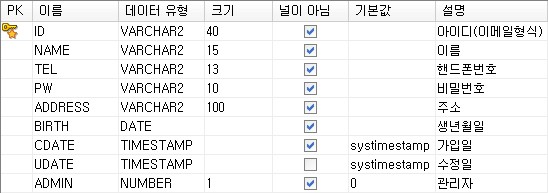 PK 이름 데이터 유형 크기 널이 아님 기본값 설명
ID VARCHAR2 40 아이디(이메일형식)
NAME VARCHAR2 15 이름
TEL VARCHAR2 13 핸드폰번호
PW VARCHAR2 10 비밀번호
ADDRESS VARCHAR2 100 주소
BIRTH DATE 생년월일
CDATE TIMESTAMP systimestamp 가입일
UDATE TIMESTAMP systimestamp 수정일
ADMIN NUMBER 1 0 관리자